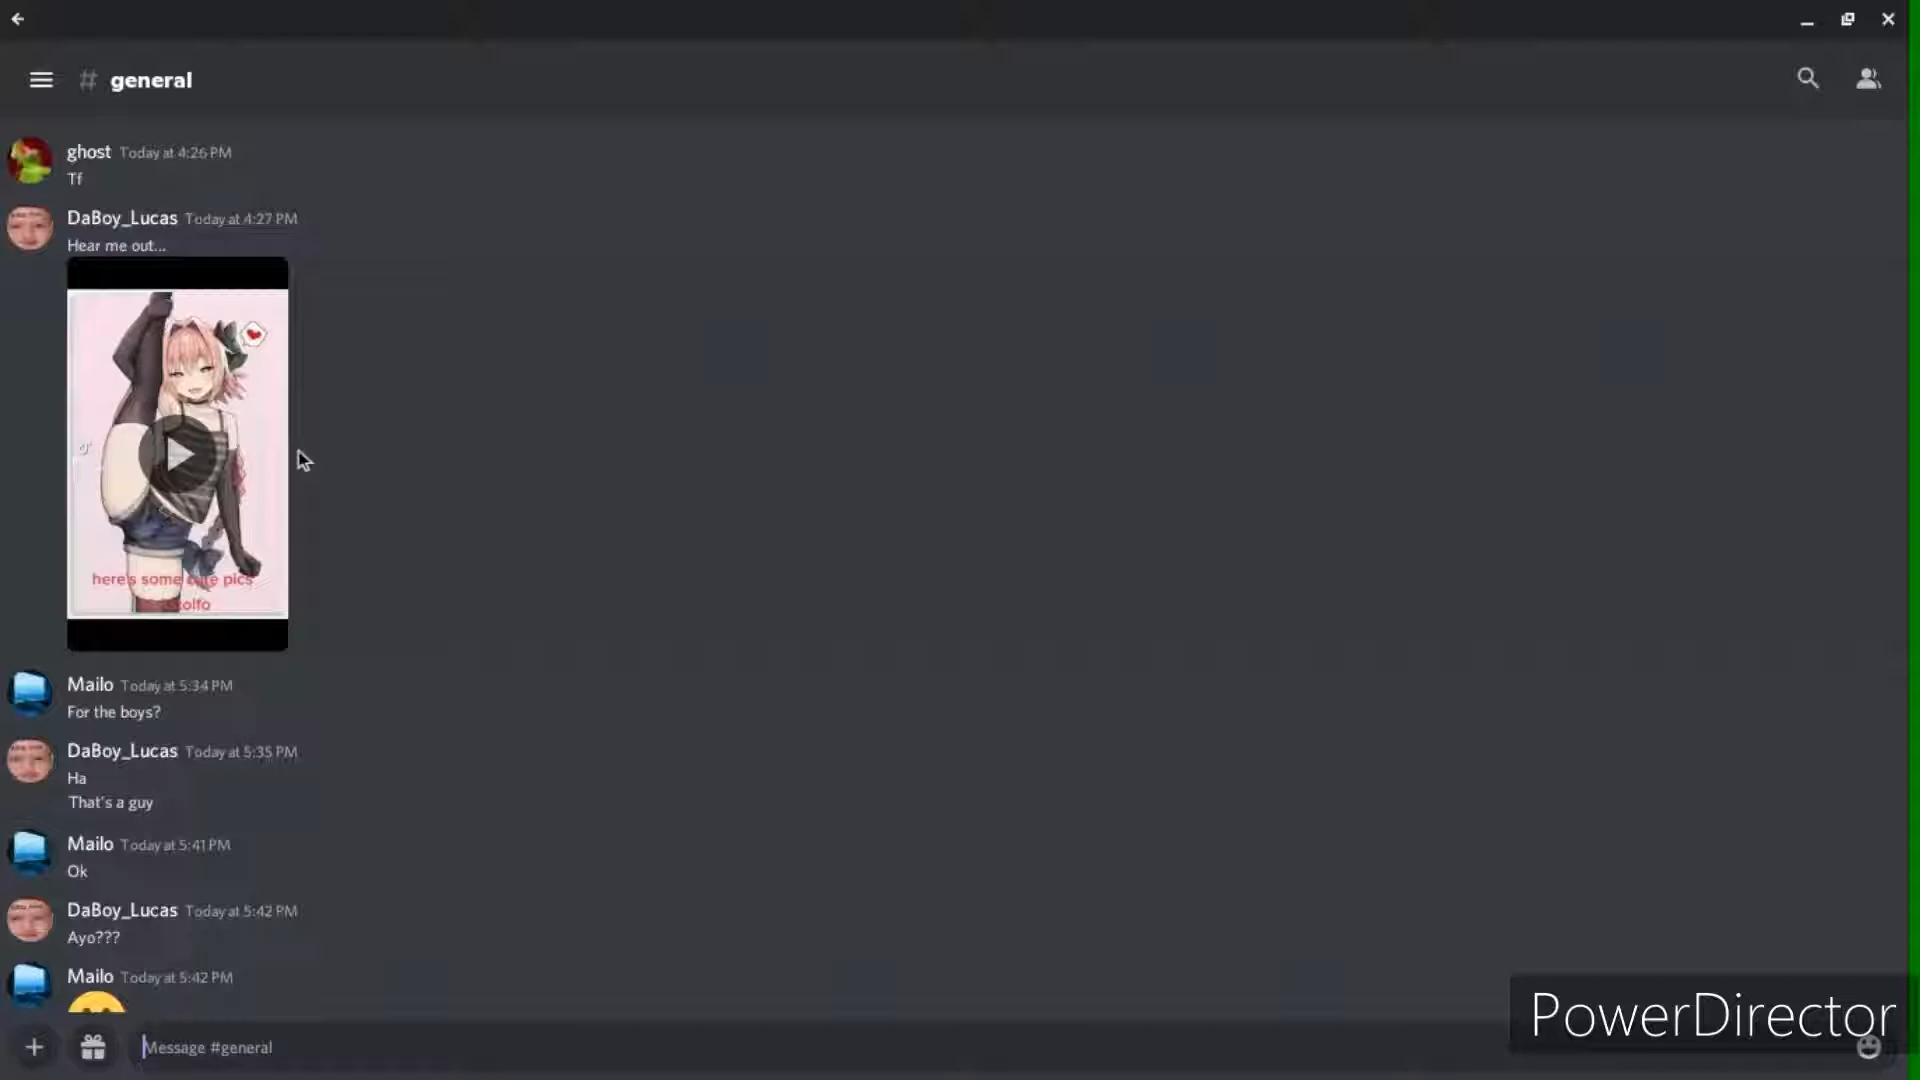 # general
ghost Today at 4:26 PM
Tf
DaBoy_Lucas Today at 4:27 PM
Hear me out...
here's some cute pics
tolfo
Mailo Today at 5:34 PM
For the boys?
DaBoy_Lucas Today at 5:35 PM
Ha
That's a guy
Mailo Today at 5:41 PM
Ok
DaBoy_Lucas Today at 5:42 PM
Ayo???
Mailo Today at 5:42 PM
Message #general
PowerDirector